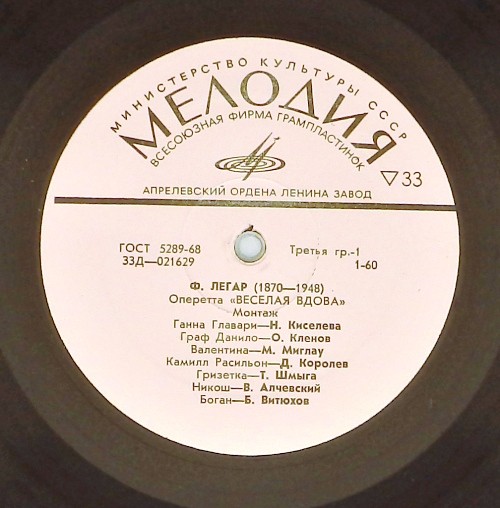 МИНИСТЕРСТВО КУЛЬТУРЫ СССР
МЕЛОДИЯ
ВСЕСОЮЗНАЯ ФИРМА ГРАМПЛАСТИНОК
АПРЕЛЕВСКИЙ ОРДЕНА ЛЕНИНА ЗАВОД
▽33
ГОСТ 5289-68
33Д—021629
Третья гр.-1
1-60
Ф. ЛЕГАР (1870—1948)
Оперетта «ВЕСЕЛАЯ ВДОВА»
Монтаж
Ганна Главари—Н. Киселева
Граф Данило—О. Кленов
Валентина—М. Миглау
Камилл Расильон—Д. Королев
Гризетка—Т. Шмыга
Никош—В. Алчевский
Боган—Б. Витюхов